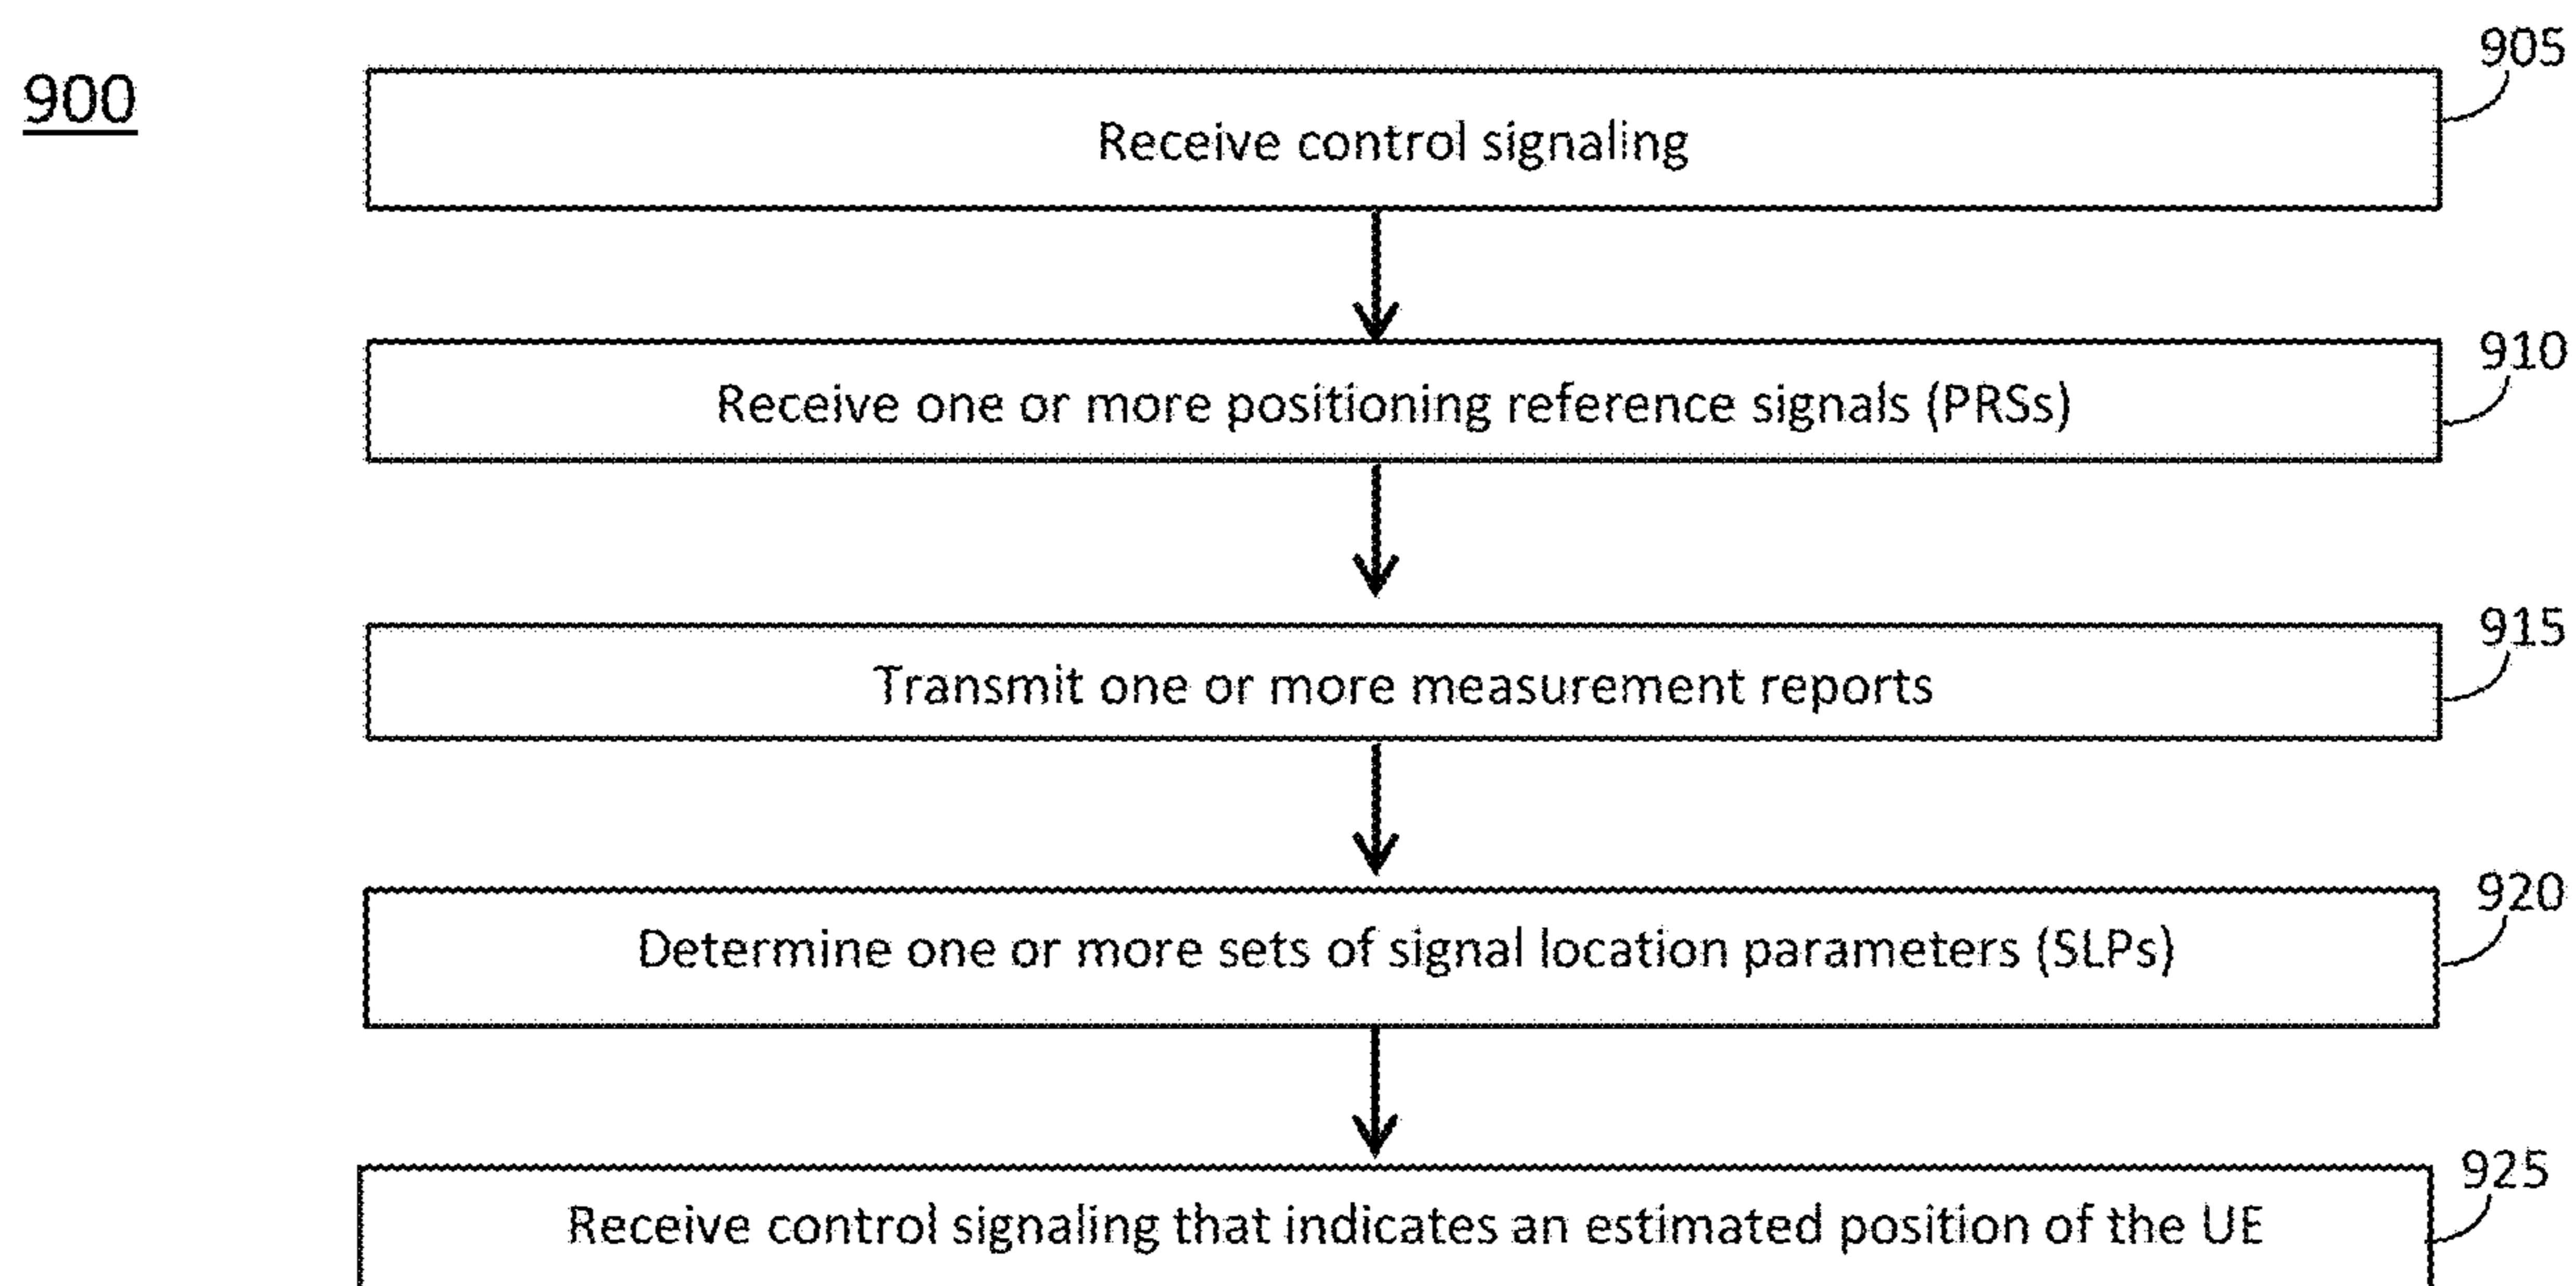 905
900
Receive control signaling
910
Receive one or more positioning reference signals (PRSs)
915
Transmit one or more measurement reports
920
Determine one or more sets of signal location parameters (SLPs)
925
Receive control signaling that indicates an estimated position of the UE